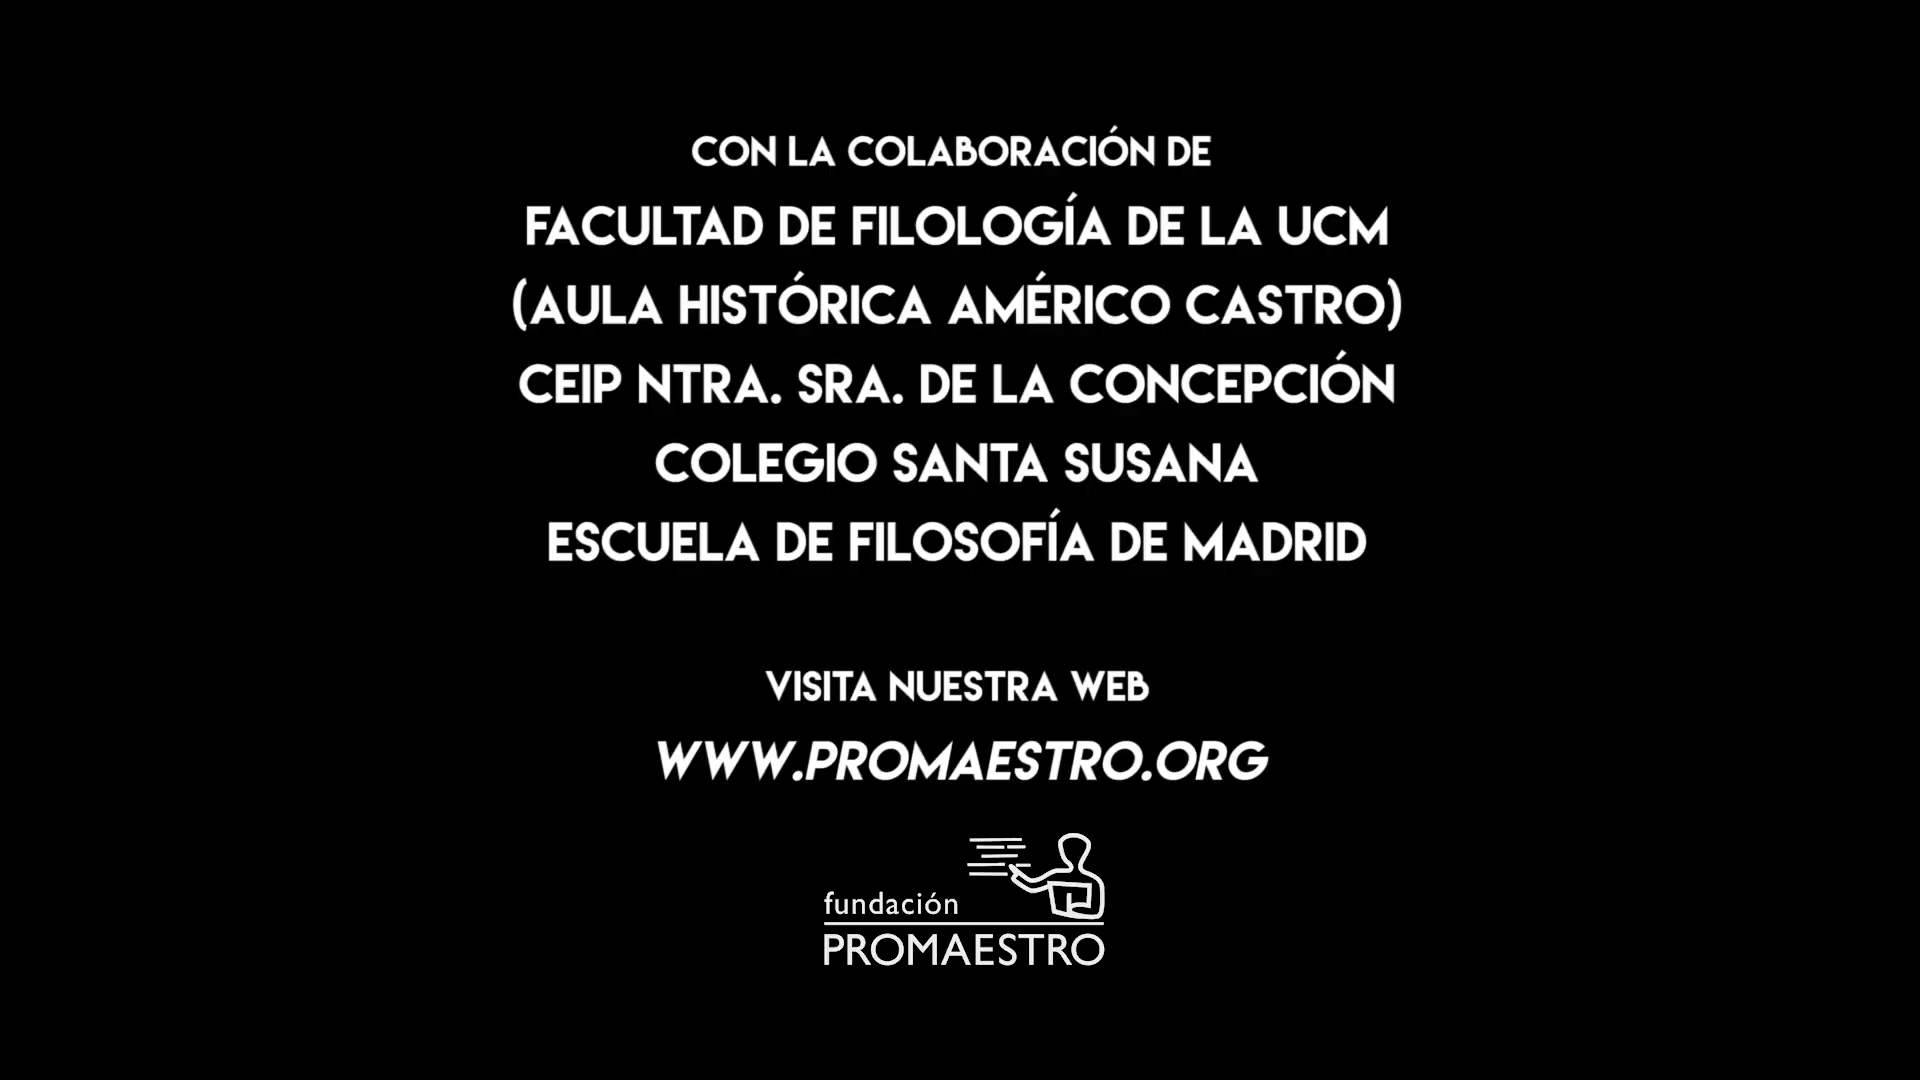 CON LA COLABORACIÓN DE
FACULTAD DE FILOLOGÍA DE LA UCM
(AULA HISTÓRICA AMÉRICO CASTRO)
CEIP NTRA. SRA. DE LA CONCEPCIÓN
COLEGIO SANTA SUSANA
ESCUELA DE FILOSOFÍA DE MADRID
VISITA NUESTRA WEB
WWW.PROMAESTRO.ORG
fundación
PROMAESTRO